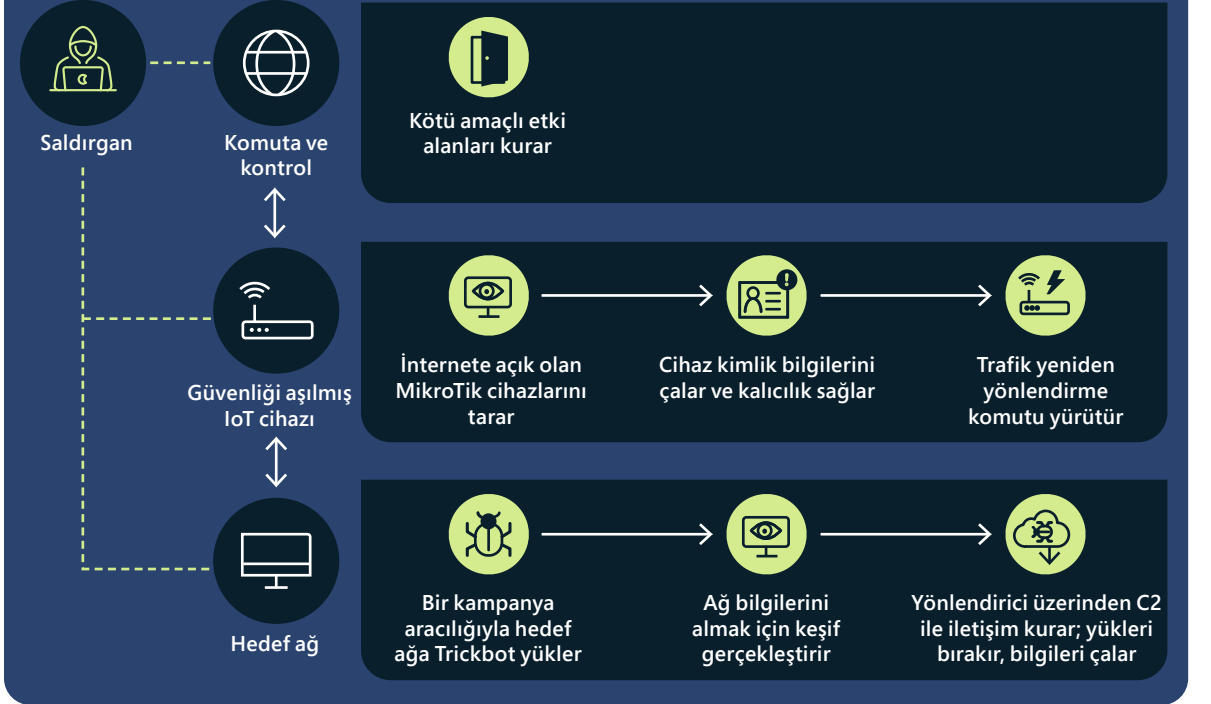 Saldırgan
Komuta ve
kontrol
Kötü amaçlı etki
alanları kurar
Güvenliği aşılmış
IoT cihazı
İnternete açık olan
MikroTik cihazlarını
tarar
Cihaz kimlik bilgilerini
çalar ve kalıcılık sağlar
Trafik yeniden
yönlendirme
komutu yürütür
Hedef ağ
Bir kampanya
aracılığıyla hedef
ağa Trickbot yükler
Ağ bilgilerini
almak için keşif
gerçekleştirir
Yönlendirici üzerinden C2
ile iletişim kurar; yükleri
bırakır, bilgileri çalar